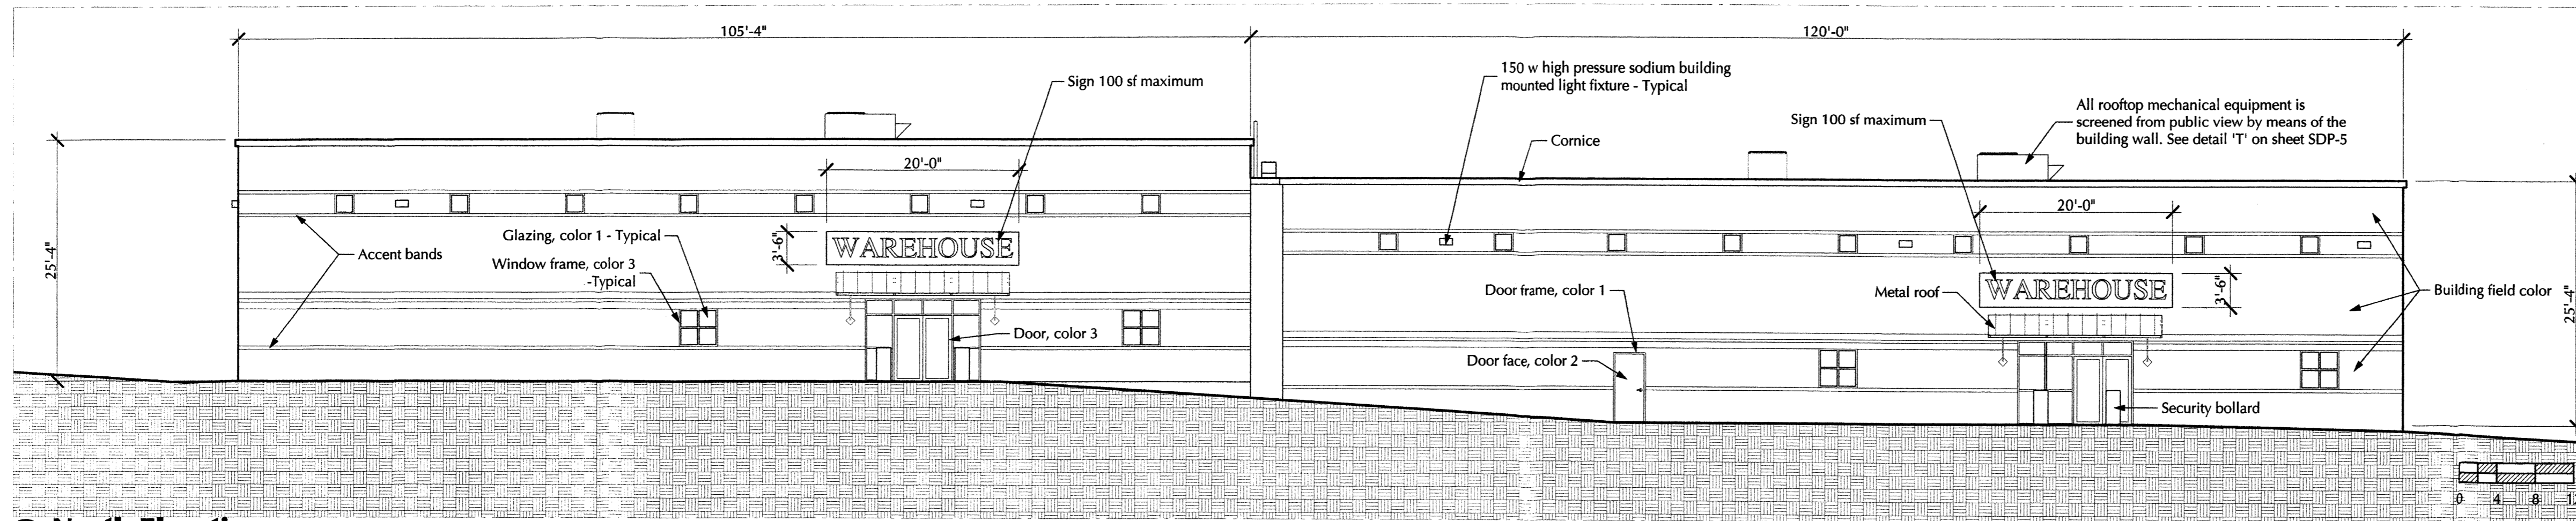 105'-4"
120'-0"
Sign 100 sf maximum
150 w high pressure sodium building
mounted light fixture - Typical
Sign 100 sf maximum
All rooftop mechanical equipment is
screened from public view by means of the
building wall. See detail 'T' on sheet SDP-5
Cornice
20'-0"
20'-0"
25'-4"
Accent bands
Glazing, color 1 - Typical
Window frame, color 3
-Typical
3'-6"
WAREHOUSE
Door, color 3
Door frame, color 1
Door face, color 2
Metal roof
WAREHOUSE
3'-6"
Building field color
25'-4"
Security bollard
0 4 8
North